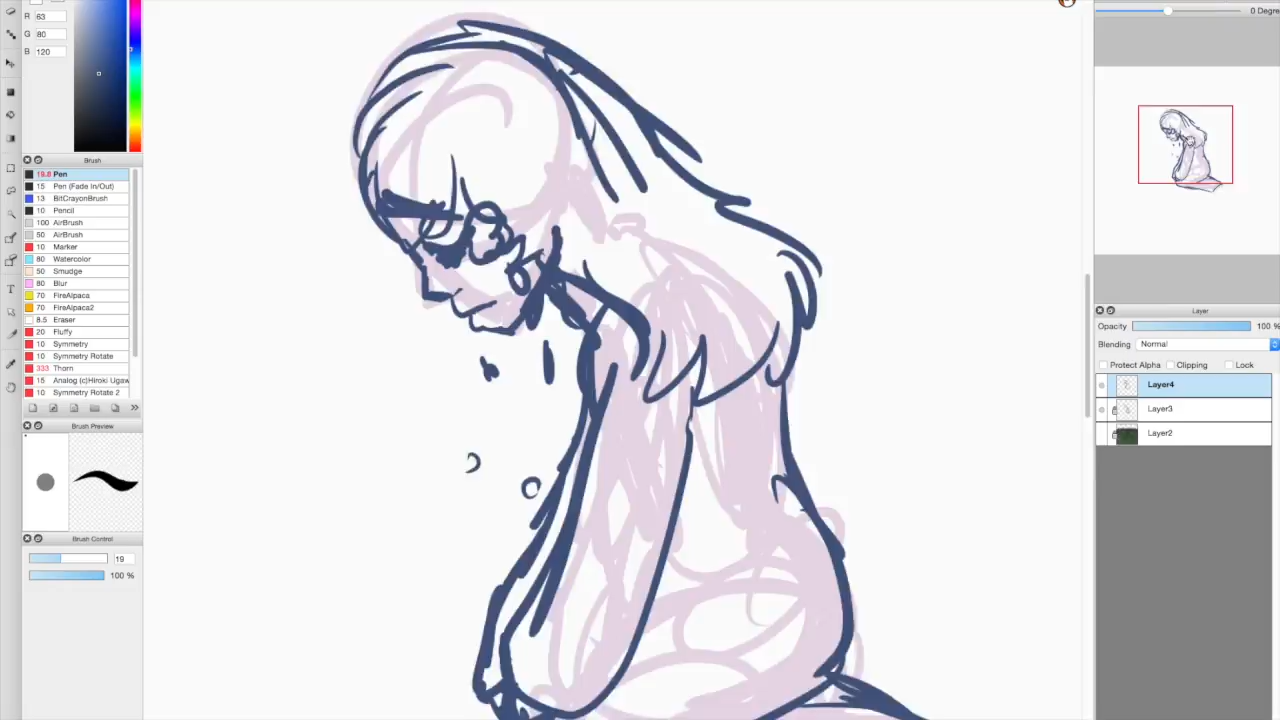 R 63
G 80
B 120
Brush
19.0 Pen
15 Pen (Fade In/Out)
13 BitCrayonBrush
10 Pencil
100 AirBrush
50 AirBrush
10 Marker
80 Watercolor
50 Smudge
80 Blur
70 FireAlpaca
70 FireAlpaca2
8.5 Eraser
20 Fluffy
10 Symmetry
10 Symmetry Rotate
333 Thorn
15 Analog (c)Hiroki Ugaw
10 Symmetry Rotate 2
Brush Preview
Brush Control
19
100 %
0 Degree
Layer
Opacity 100 %
Blending Normal
Protect Alpha Clipping Lock
Layer4
Layer3
Layer2